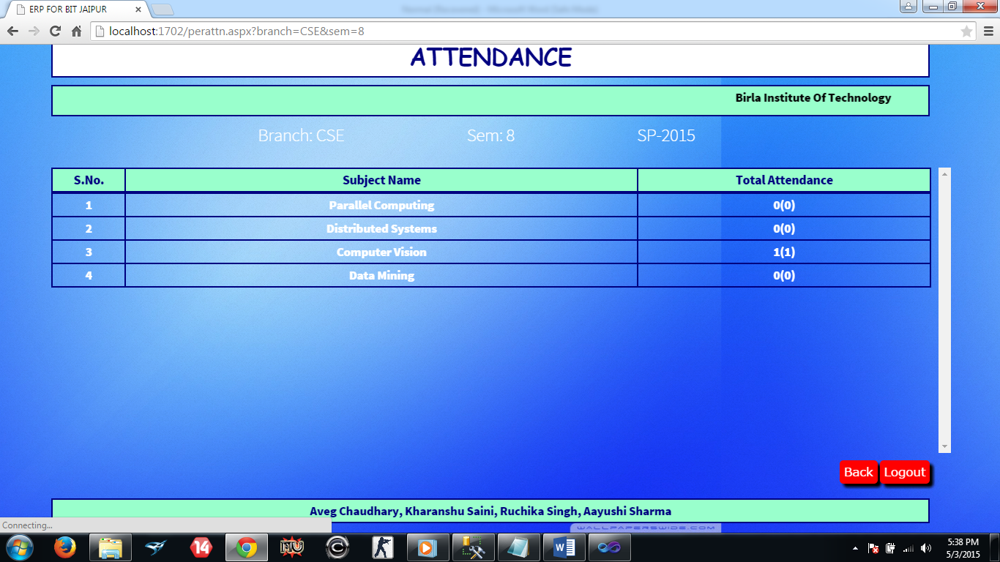 ERP FOR BIT JAIPUR
localhost:1702/perattn.aspx?branch=CSE&sem=8
ATTENDANCE
Birla Institute Of Technology
Branch: CSE Sem: 8 SP-2015
S.No. Subject Name Total Attendance
1 Parallel Computing 0(0)
2 Distributed Systems 0(0)
3 Computer Vision 1(1)
4 Data Mining 0(0)
Back Logout
Aveg Chaudhary, Kharanshu Saini, Ruchika Singh, Aayushi Sharma
Connecting...
WALLPAPERSWIDE.COM
14 MU C W
5:38 PM
5/3/2015